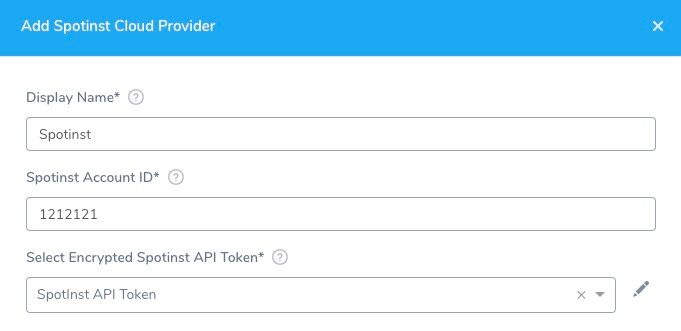 Add Spotinst Cloud Provider
Display Name*
Spotinst
Spotinst Account ID*
1212121
Select Encrypted Spotinst API Token*
SpotInst API Token